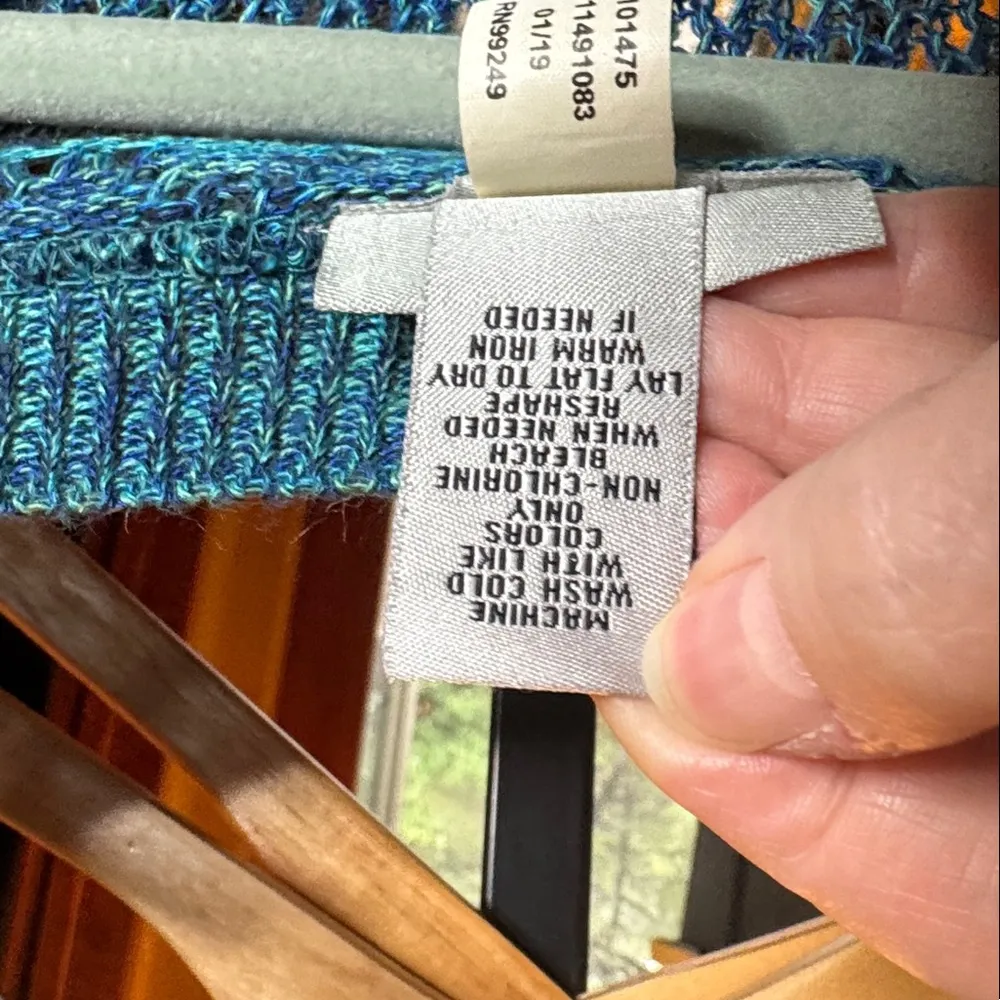 101475
11491083
01/19
RN99249
MACHINE
WASH COLD
WITH LIKE
COLORS
ONLY
NON-CHLORINE
BLEACH
WHEN NEEDED
RESHAPE
LAY FLAT TO DRY
WARM IRON
IF NEEDED